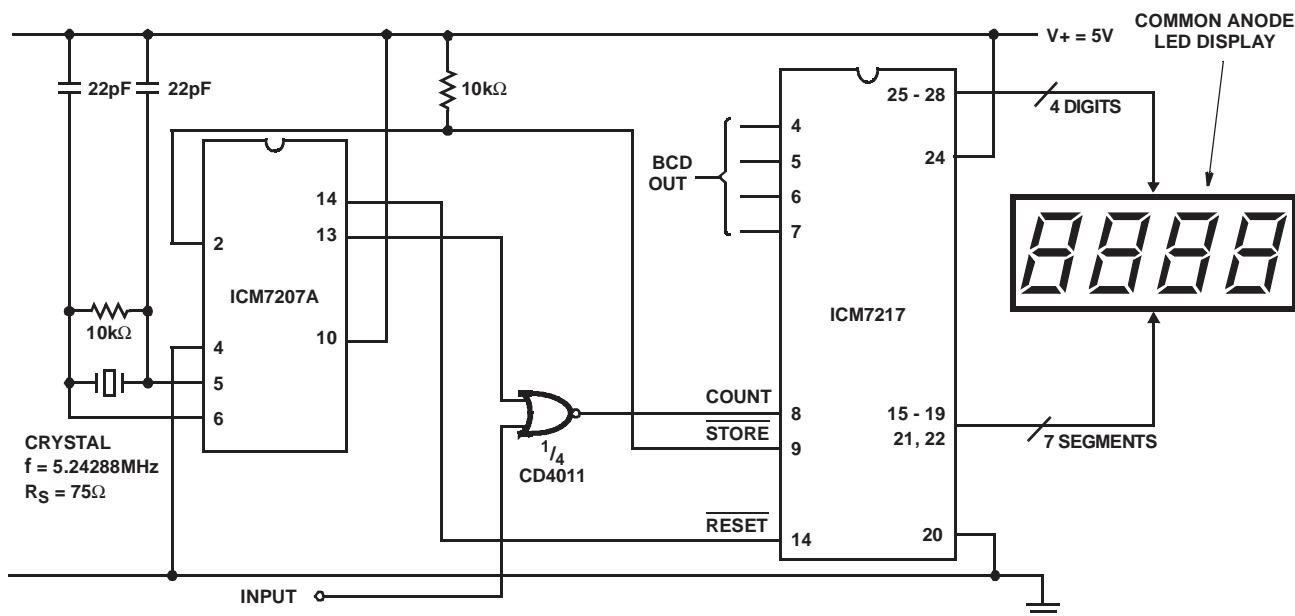 COMMON ANODE
LED DISPLAY
V+ = 5V
22pF
22pF
10kΩ
25 - 28
4 DIGITS
4
24
BCD
OUT
5
6
7
14
13
2
ICM7207A
ICM7217
10kΩ
10
4
5
6
COUNT
8
15 - 19
STORE
9
21, 22
7 SEGMENTS
1/4
CD4011
CRYSTAL
f = 5.24288MHz
RS = 75Ω
RESET
14
20
8888
INPUT